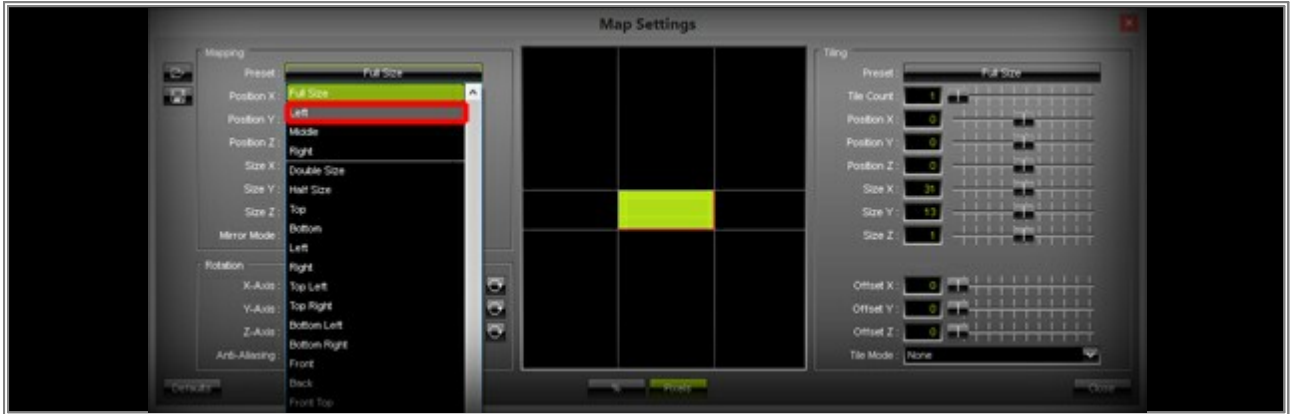 Map Settings
Mapping
Preset : Full Size
Position X :
Position Y :
Position Z :
Size X :
Size Y :
Size Z :
Mirror Mode :
Full Size
Left
Middle
Right
Double Size
Half Size
Top
Bottom
Left
Right
Top Left
Top Right
Bottom Left
Bottom Right
Front
Back
Front Top
Rotation
X-Axis :
Y-Axis :
Z-Axis :
Anti-Aliasing :
Tiling
Preset : Full Size
Tile Count : 1
Position X : 0
Position Y : 0
Position Z : 0
Size X : 31
Size Y : 13
Size Z : 1
Offset X : 0
Offset Y : 0
Offset Z : 0
Tile Mode : None
Defaults
% Pixels
Close